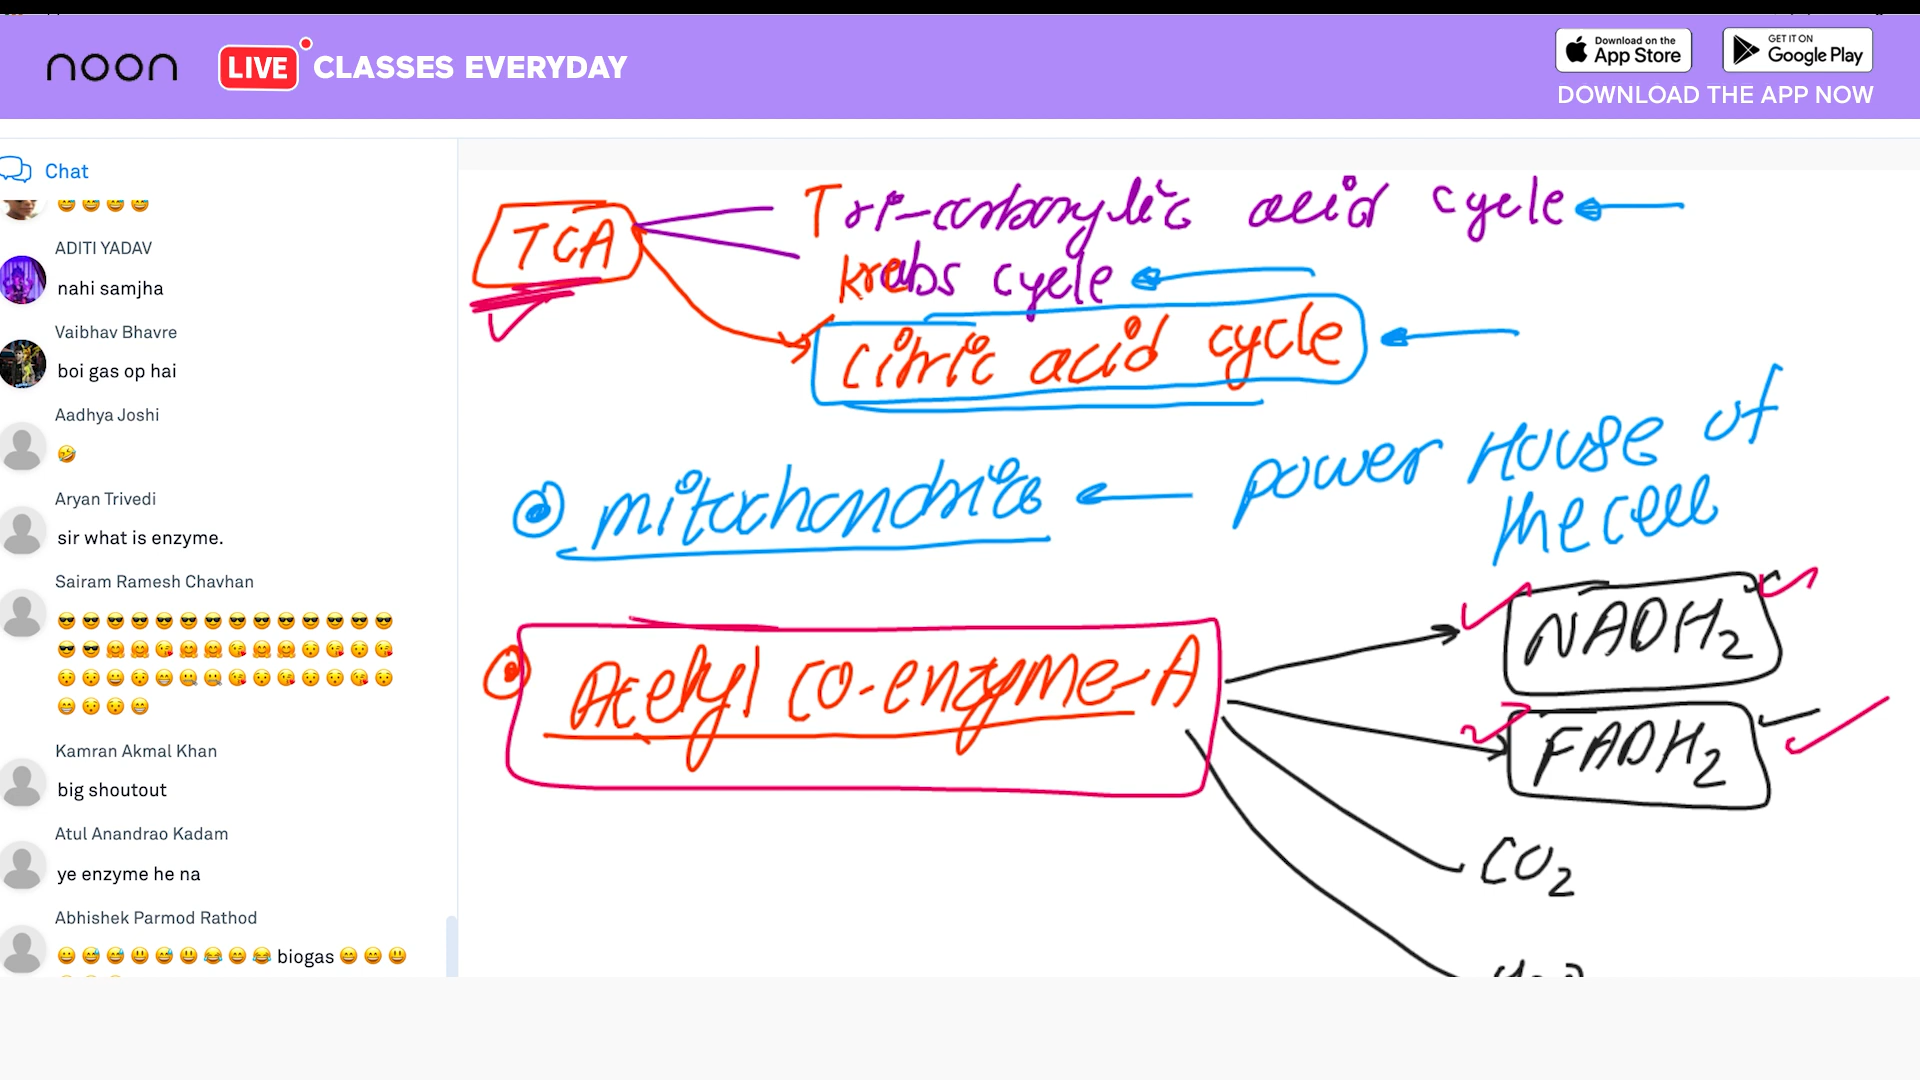 noon LIVE CLASSES EVERYDAY
Download on the App Store
GET IT ON Google Play
DOWNLOAD THE APP NOW
Chat
ADITI YADAV
nahi samjha
Vaibhav Bhavre
boi gas op hai
Aadhya Joshi
🤣
Aryan Trivedi
sir what is enzyme.
Sairam Ramesh Chavhan
Kamran Akmal Khan
big shoutout
Atul Anandrao Kadam
ye enzyme he na
Abhishek Parmod Rathod
biogas
TCA
Tri-carboxylic acid cycle
krebs cycle
citric acid cycle
mitochondria
power House of
the cell
Acetyl co-enzyme-A
NADH2
FADH2
CO2